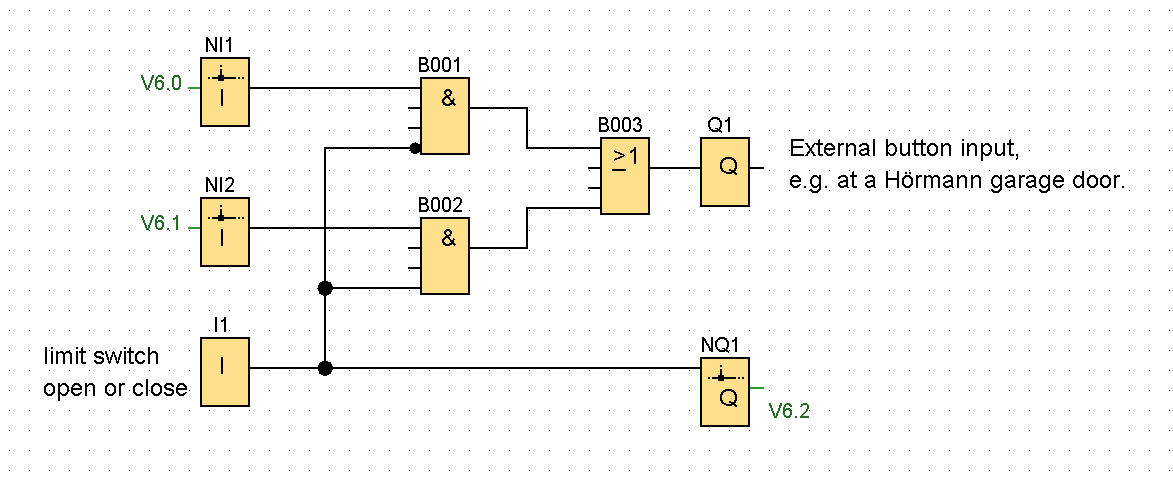 NI1
V6.0
I
B001
&
B003
>1
Q1
Q
External button input,
e.g. at a Hörmann garage door.
NI2
V6.1
I
B002
&
I1
I
limit switch
open or close
NQ1
Q
V6.2